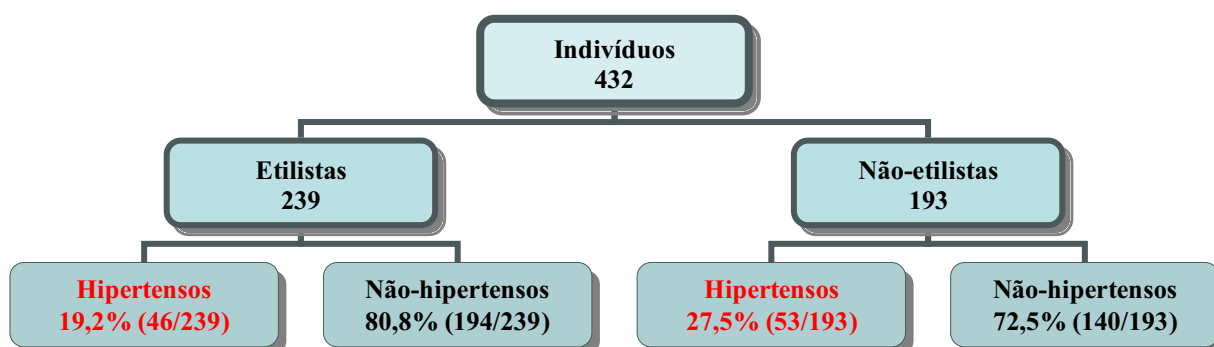 Indivíduos
432
Etilistas
239
Não-etilistas
193
Hipertensos
19,2% (46/239)
Não-hipertensos
80,8% (194/239)
Hipertensos
27,5% (53/193)
Não-hipertensos
72,5% (140/193)